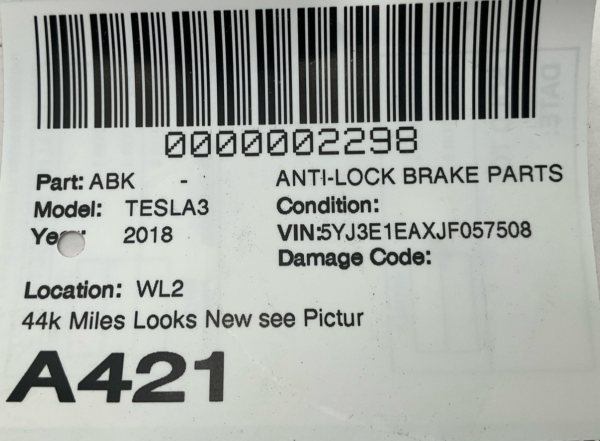 0000002298
Part: ABK - ANTI-LOCK BRAKE PARTS
Model: TESLA3 Condition:
2018 VIN:5YJ3E1EAXJF057508
Damage Code:
Location: WL2
44k Miles Looks New see Pictur
A421
DATE